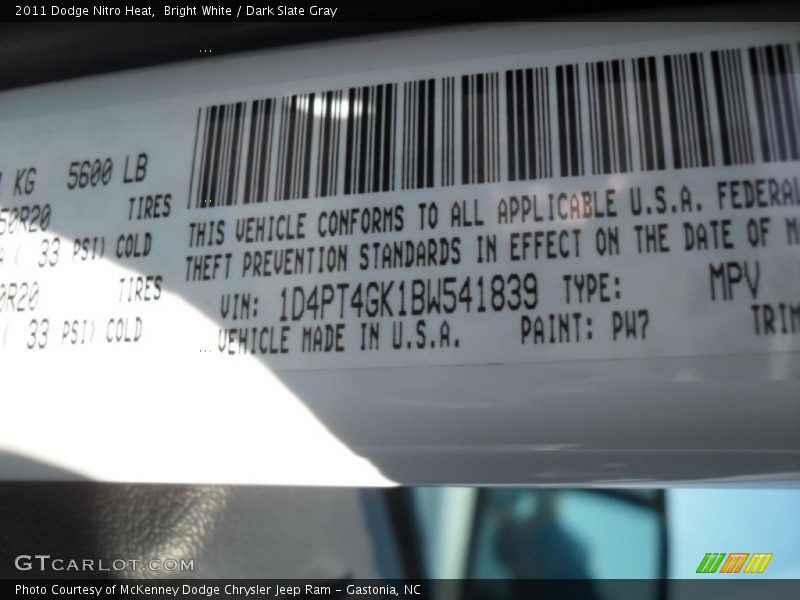 2011 Dodge Nitro Heat,  Bright White / Dark Slate Gray
KG 5600 LB
50R20 TIRES
( 33 PSI) COLD
0R20 TIRES
( 33 PSI) COLD
THIS VEHICLE CONFORMS TO ALL APPLICABLE U.S.A. FEDERAL
THEFT PREVENTION STANDARDS IN EFFECT ON THE DATE OF M
VIN: 1D4PT4GK1BW541839 TYPE: MPV
VEHICLE MADE IN U.S.A. PAINT: PW7 TRIM
GTCARLOT.COM
Photo Courtesy of McKenney Dodge Chrysler Jeep Ram - Gastonia, NC